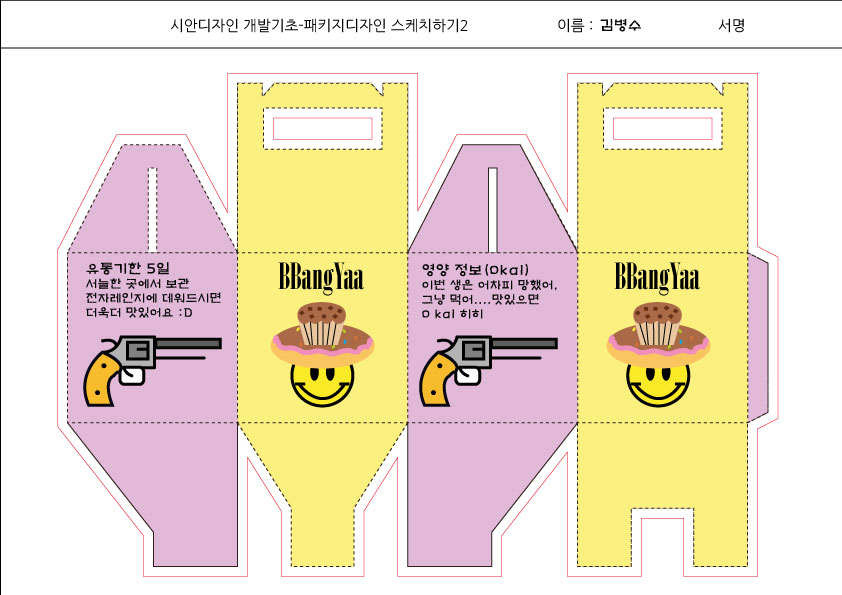 시안디자인 개발기초-패키지디자인 스케치하기2 이름 : 김병수 서명
유통기한 5일
서늘한 곳에서 보관
전자레인지에 데워드시면
더욱더 맛있어요 :D
BBangYaa
영양 정보(0kal)
이번 생은 어차피 망했어,
그냥 먹어....맛있으면
0 kal 히히
BBangYaa